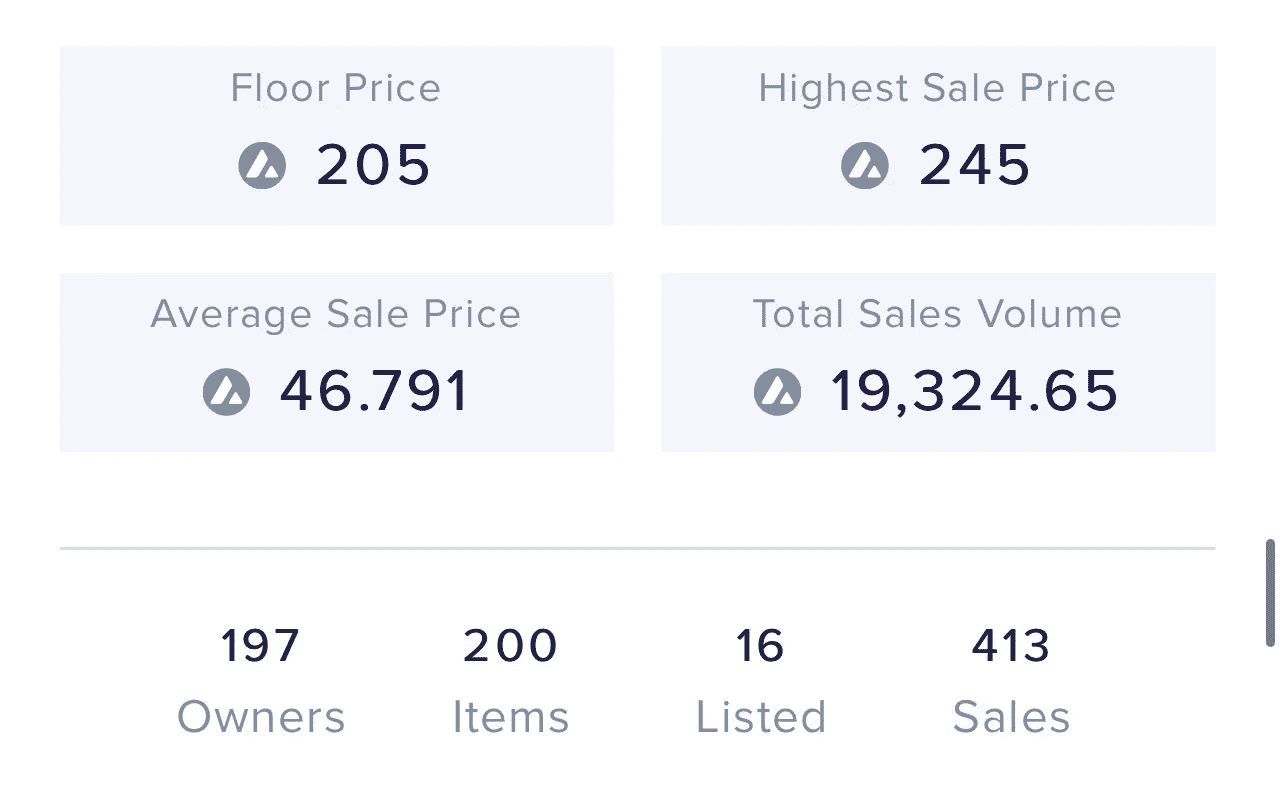 Floor Price
205
Highest Sale Price
245
Average Sale Price
46.791
Total Sales Volume
19,324.65
197
Owners
200
Items
16
Listed
413
Sales